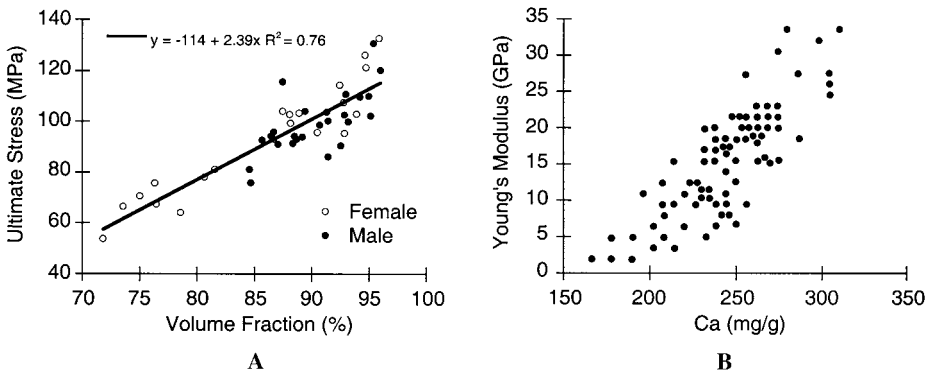 140
120
100
80
60
40
Ultimate Stress (MPa)
y = -114 + 2.39x R² = 0.76
Female
Male
70 75 80 85 90 95 100
Volume Fraction (%)
A
35
30
25
20
15
10
5
0
Young's Modulus (GPa)
150 200 250 300 350
Ca (mg/g)
B